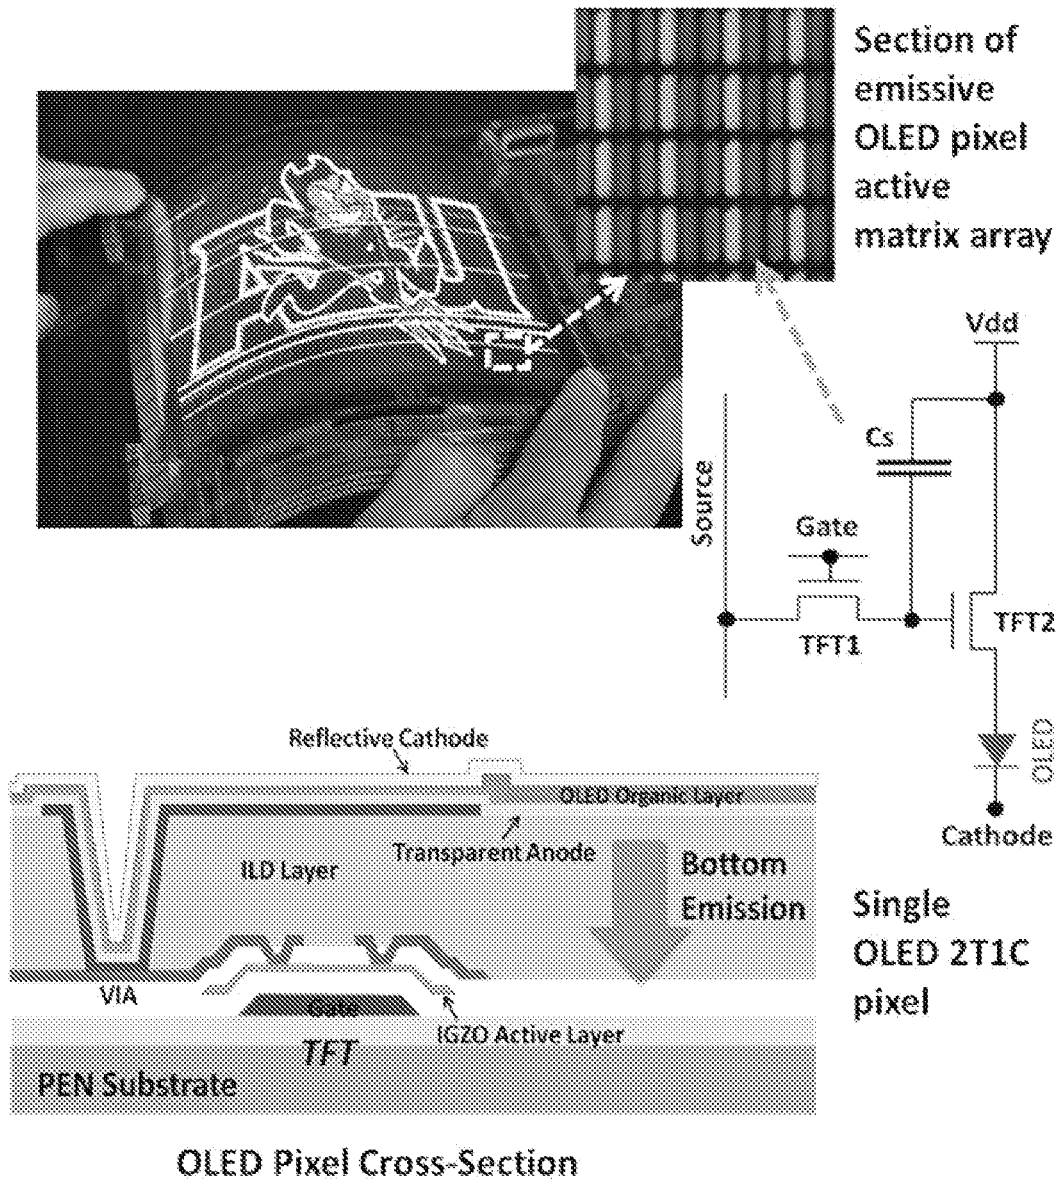 Section of
emissive
OLED pixel
active
matrix array
Vdd
Cs
Source
Gate
TFT1
TFT2
OLED
Cathode
Single
OLED 2T1C
pixel
Reflective Cathode
OLED Organic Layer
Transparent Anode
ILD Layer
Bottom
Emission
VIA
Gate
IGZO Active Layer
TFT
PEN Substrate
OLED Pixel Cross-Section